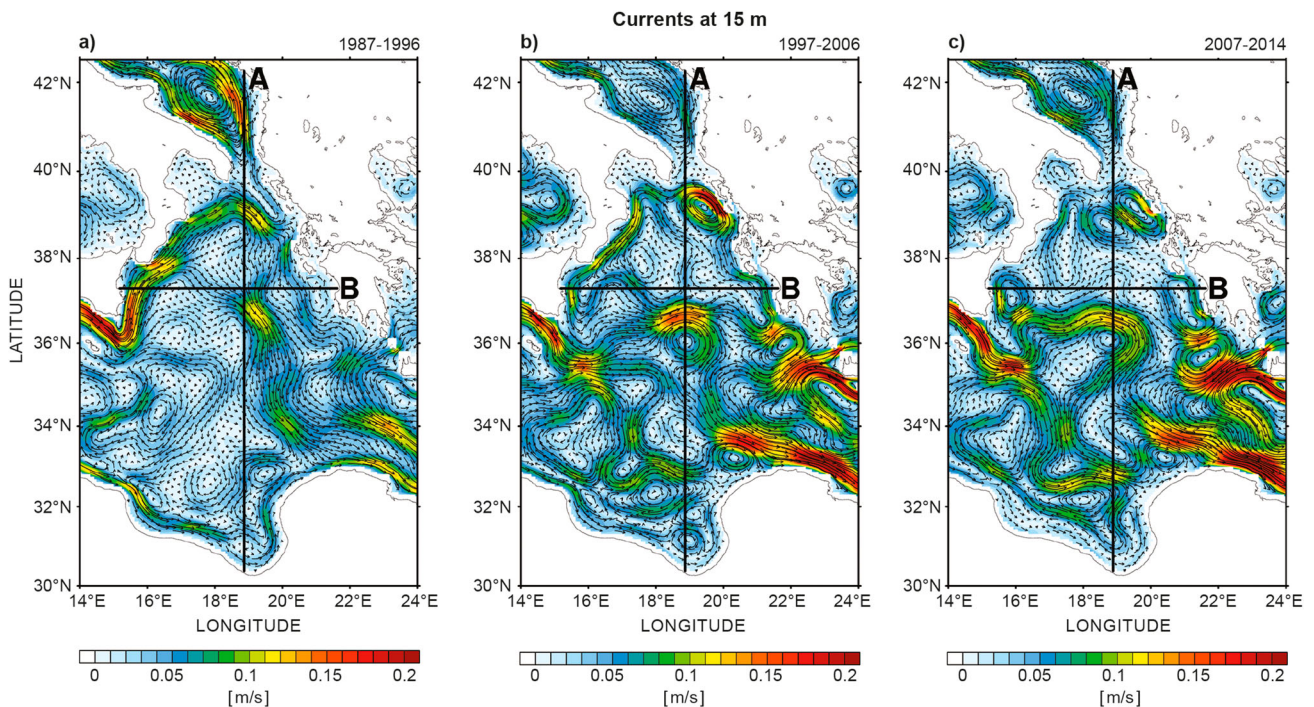 Currents at 15 m
a) 1987-1996
b) 1997-2006
c) 2007-2014
A
A
A
B
B
B
LATITUDE
42°N
40°N
38°N
36°N
34°N
32°N
30°N
42°N
40°N
38°N
36°N
34°N
32°N
30°N
42°N
40°N
38°N
36°N
34°N
32°N
30°N
14°E 16°E 18°E 20°E 22°E 24°E
14°E 16°E 18°E 20°E 22°E 24°E
14°E 16°E 18°E 20°E 22°E 24°E
LONGITUDE
LONGITUDE
LONGITUDE
0 0.05 0.1 0.15 0.2
0 0.05 0.1 0.15 0.2
0 0.05 0.1 0.15 0.2
[m/s]
[m/s]
[m/s]